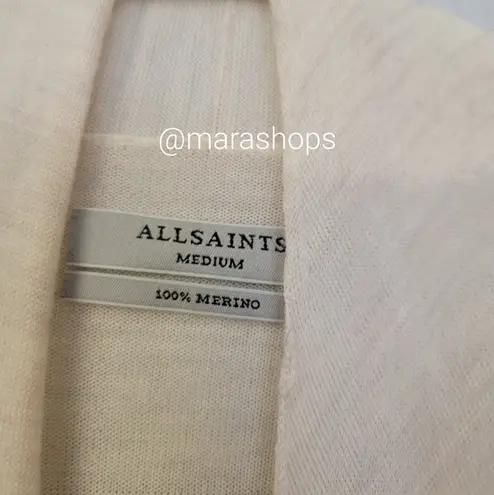 @marashops
ALLSAINTS
MEDIUM
100% MERINO